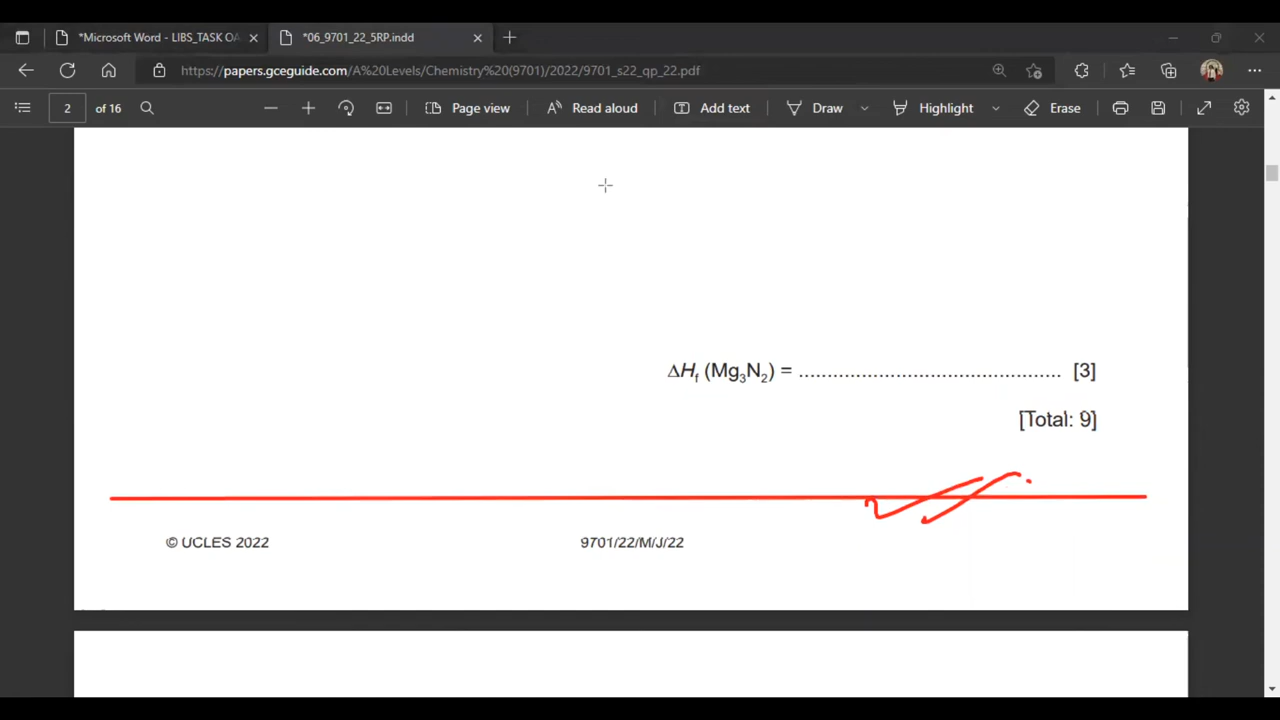 *Microsoft Word - LIBS_TASK OA
*06_9701_22_5RP.indd
https://papers.gceguide.com/A%20Levels/Chemistry%20(9701)/2022/9701_s22_qp_22.pdf
2 of 16 Page view Read aloud Add text Draw Highlight Erase
ΔHf (Mg3N2) = ............................................ [3]
[Total: 9]
© UCLES 2022 9701/22/M/J/22